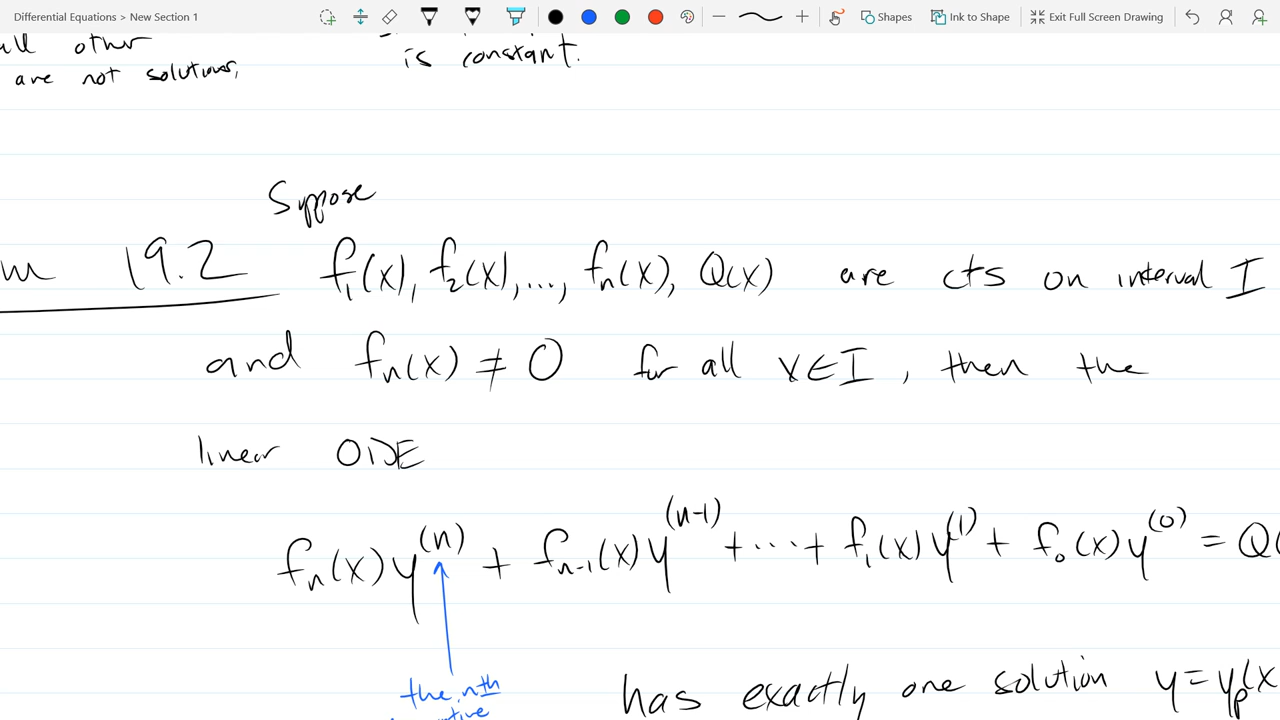 Differential Equations > New Section 1
Shapes
Ink to Shape
Exit Full Screen Drawing
all other
are not solutions,
is constant.
Suppose
m 19.2 f₁(x), f₂(x), ..., fₙ(x), Q(x) are cts on interval I
and fₙ(x) ≠ 0 for all x∈I, then the
linear ODE
fₙ(x)y⁽ⁿ⁾ + fₙ₋₁(x)y⁽ⁿ⁻¹⁾ + ⋯ + f₁(x)y⁽¹⁾ + f₀(x)y⁽⁰⁾ = Q(
the nth
has exactly one solution y = yₚ(x